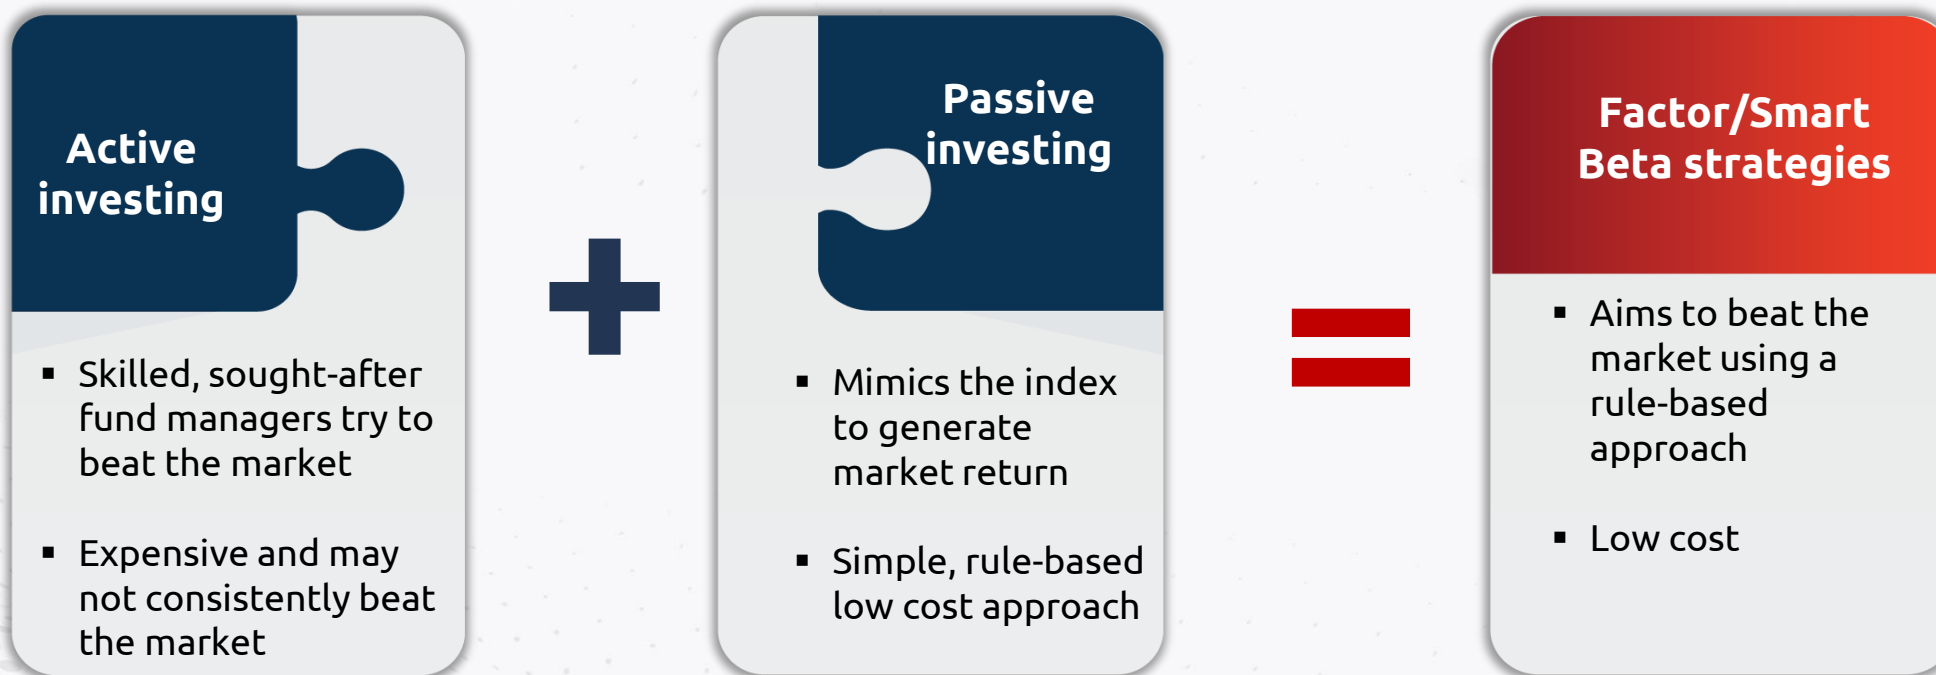 Active
investing
▪ Skilled, sought-after
fund managers try to
beat the market
▪ Expensive and may
not consistently beat
the market
+
Passive
investing
▪ Mimics the index
to generate
market return
▪ Simple, rule-based
low cost approach
=
Factor/Smart
Beta strategies
▪ Aims to beat the
market using a
rule-based
approach
▪ Low cost